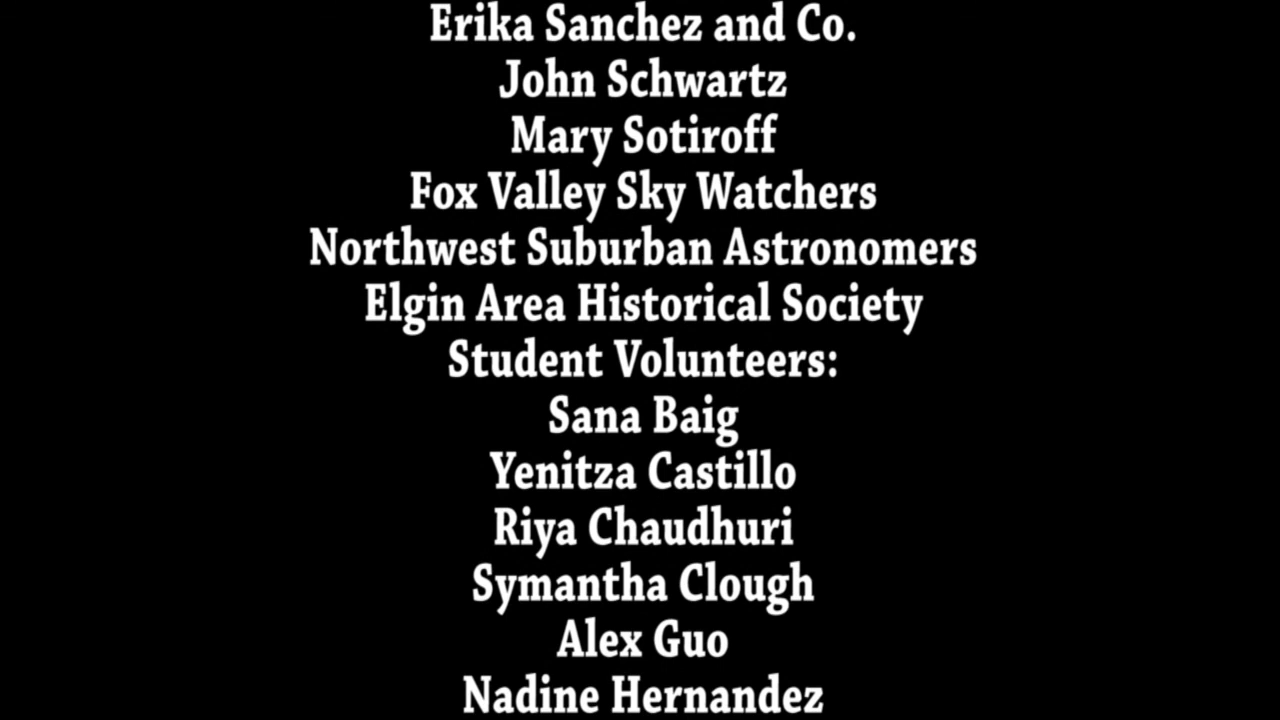 Erika Sanchez and Co.
John Schwartz
Mary Sotiroff
Fox Valley Sky Watchers
Northwest Suburban Astronomers
Elgin Area Historical Society
Student Volunteers:
Sana Baig
Yenitza Castillo
Riya Chaudhuri
Symantha Clough
Alex Guo
Nadine Hernandez